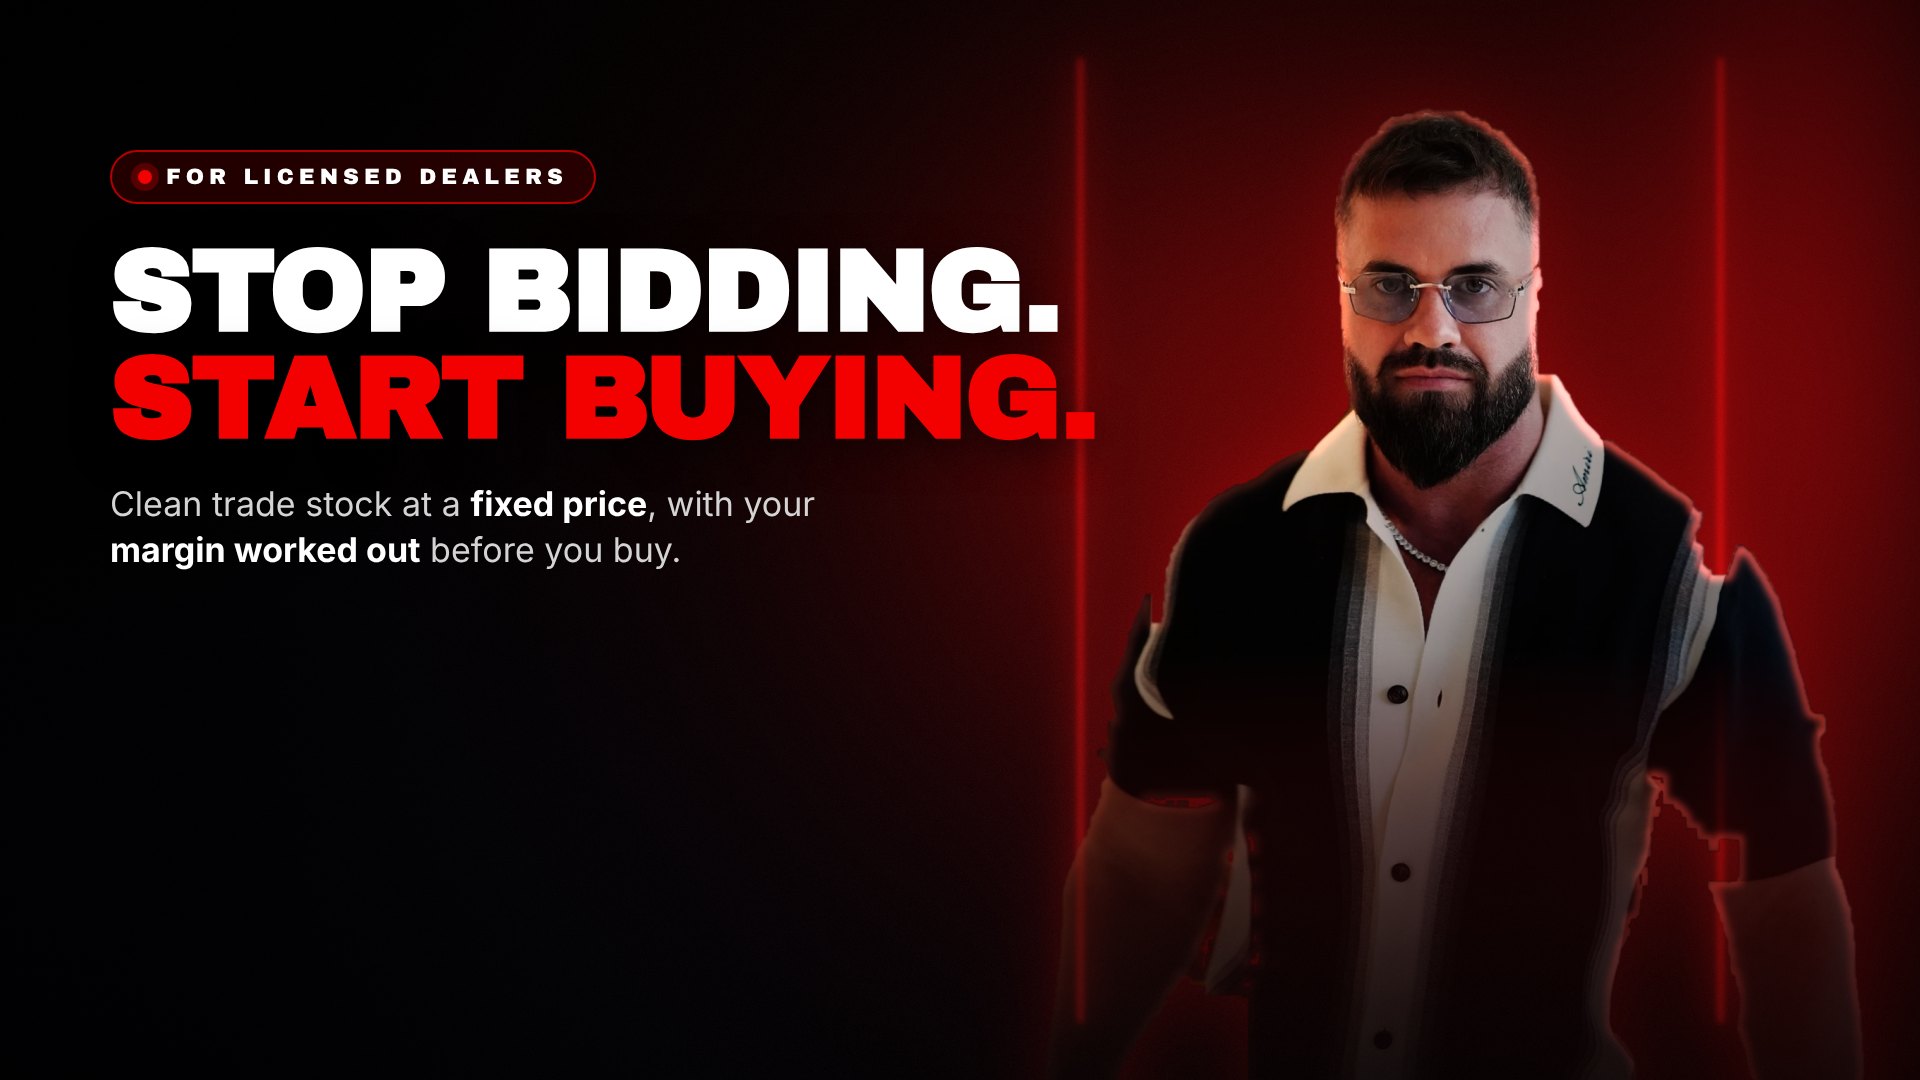 FOR LICENSED DEALERS
STOP BIDDING.
START BUYING.
Clean trade stock at a fixed price, with your
margin worked out before you buy.